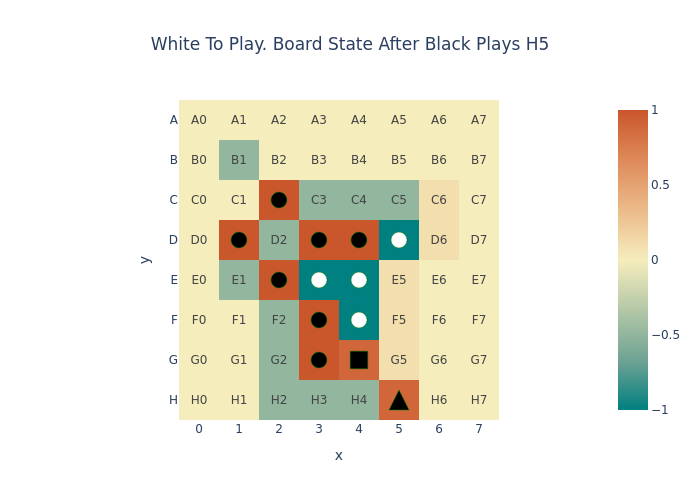 White To Play. Board State After Black Plays H5
A A0 A1 A2 A3 A4 A5 A6 A7
B B0 B1 B2 B3 B4 B5 B6 B7
C C0 C1 C3 C4 C5 C6 C7
D D0 D2 D6 D7
E E0 E1 E5 E6 E7
F F0 F1 F2 F5 F6 F7
G G0 G1 G2 G5 G6 G7
H H0 H1 H2 H3 H4 H6 H7
0 1 2 3 4 5 6 7
x
y
1
0.5
0
−0.5
−1